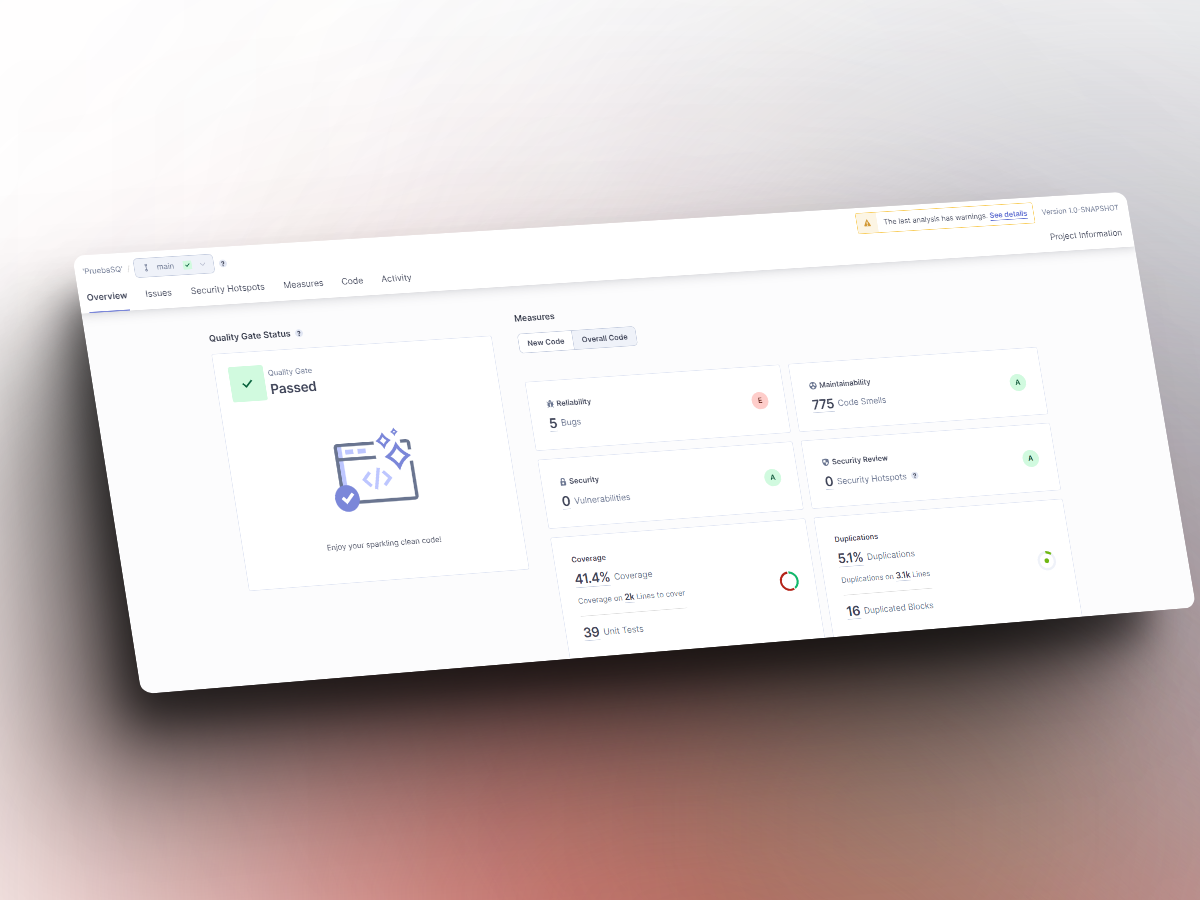 'PruebaSQ' / main ?
The last analysis has warnings. See details
Version 1.0: SNAPSHOT
Overview Issues Security Hotspots Measures Code Activity
Project Information
Quality Gate Status ?
Quality Gate
Passed
Enjoy your sparkling clean code!
Measures
New Code Overall Code
Reliability
5 Bugs
E
Maintainability
775 Code Smells
A
Security
0 Vulnerabilities
A
Security Review
0 Security Hotspots ?
A
Coverage
41.4% Coverage
Coverage on 2k Lines to cover
39 Unit Tests
Duplications
5.1% Duplications
Duplications on 3.1k Lines
16 Duplicated Blocks